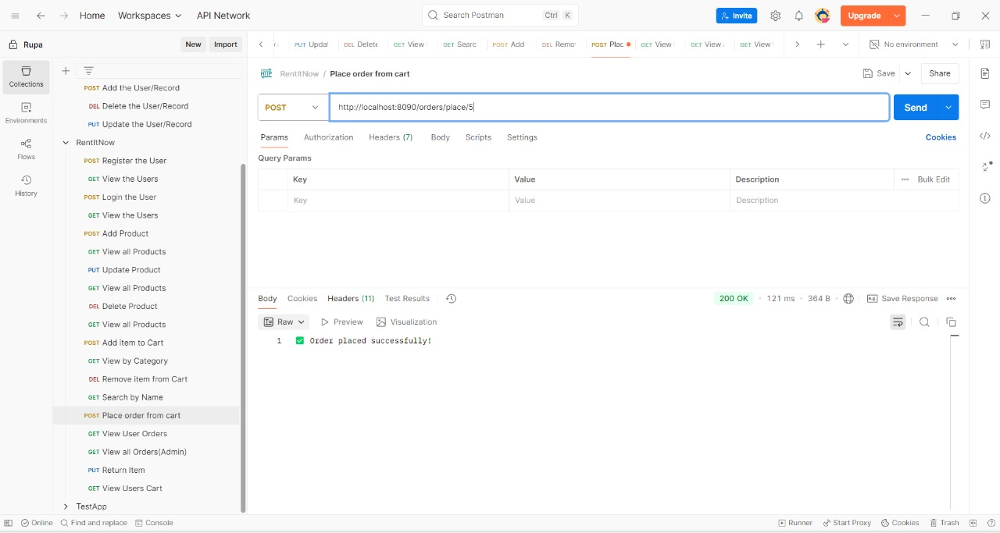 Home Workspaces API Network Search Postman Ctrl K Invite Upgrade
Rupa New Import PUT Updat DEL Delete GET View GET Searc POST Add DEL Remo POST Plac GET View GET View GET View No environment
Collections
Environments
Flows
History
POST Add the User/Record
DEL Delete the User/Record
PUT Update the User/Record
RentItNow
POST Register the User
GET View the Users
POST Login the User
GET View the Users
POST Add Product
GET View all Products
PUT Update Product
GET View all Products
DEL Delete Product
GET View all Products
POST Add item to Cart
GET View by Category
DEL Remove item from Cart
GET Search by Name
POST Place order from cart
GET View User Orders
GET View all Orders(Admin)
PUT Return Item
GET View Users Cart
TestApp
HTTP RentItNow / Place order from cart Save Share
POST http://localhost:8090/orders/place/5 Send
Params Authorization Headers (7) Body Scripts Settings Cookies
Query Params
Key Value Description Bulk Edit
Key Value Description
Body Cookies Headers (11) Test Results 200 OK 121 ms 364 B Save Response
Raw Preview Visualization
1 ✅ Order placed successfully!
Online Find and replace Console Runner Start Proxy Cookies Trash